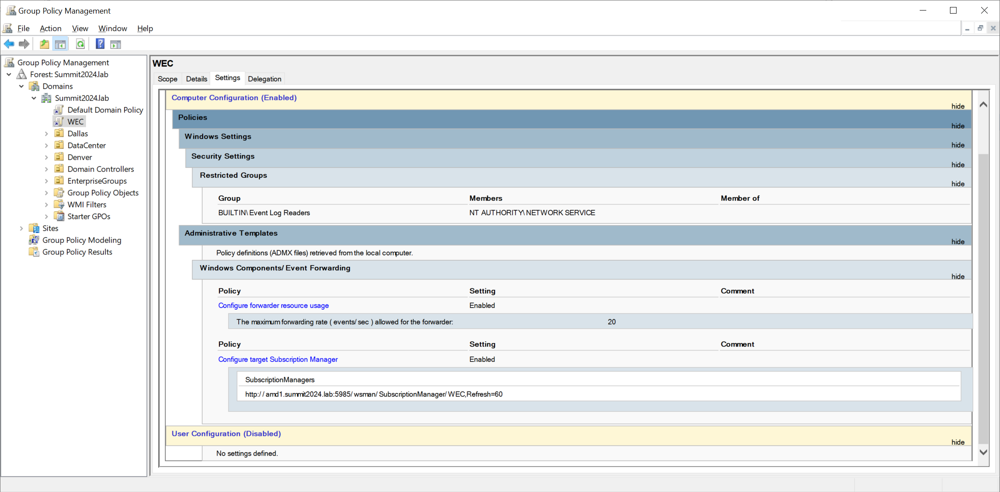 Group Policy Management
File Action View Window Help
Group Policy Management
Forest: Summit2024.lab
Domains
Summit2024.lab
Default Domain Policy
WEC
Dallas
DataCenter
Denver
Domain Controllers
EnterpriseGroups
Group Policy Objects
WMI Filters
Starter GPOs
Sites
Group Policy Modeling
Group Policy Results
WEC
Scope Details Settings Delegation
Computer Configuration (Enabled)
hide
Policies
hide
Windows Settings
hide
Security Settings
hide
Restricted Groups
hide
Group Members Member of
BUILTIN\Event Log Readers NT AUTHORITY\NETWORK SERVICE
Administrative Templates
hide
Policy definitions (ADMX files) retrieved from the local computer.
Windows Components/Event Forwarding
hide
Policy Setting Comment
Configure forwarder resource usage Enabled
The maximum forwarding rate ( events/sec ) allowed for the forwarder: 20
Policy Setting Comment
Configure target Subscription Manager Enabled
SubscriptionManagers
http://amd1.summit2024.lab:5985/wsman/SubscriptionManager/WEC,Refresh=60
User Configuration (Disabled)
hide
No settings defined.